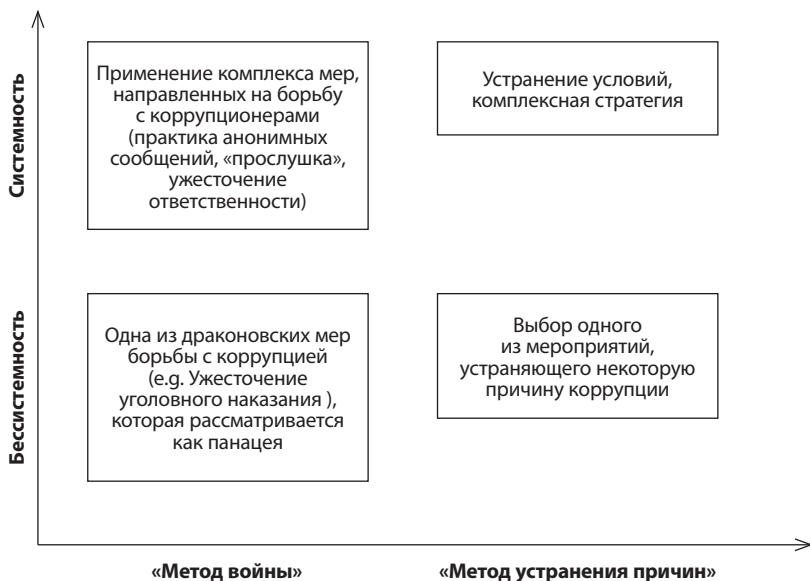 Системность
Применение комплекса мер,
направленных на борьбу
с коррупционерами
(практика анонимных
сообщений, «прослушка»,
ужесточение
ответственности)
Устранение условий,
комплексная стратегия
Бессистемность
Одна из драконовских мер
борьбы с коррупцией
(e.g. Ужесточение
уголовного наказания ),
которая рассматривается
как панацея
Выбор одного
из мероприятий,
устраняющего некоторую
причину коррупции
«Метод войны»
«Метод устранения причин»